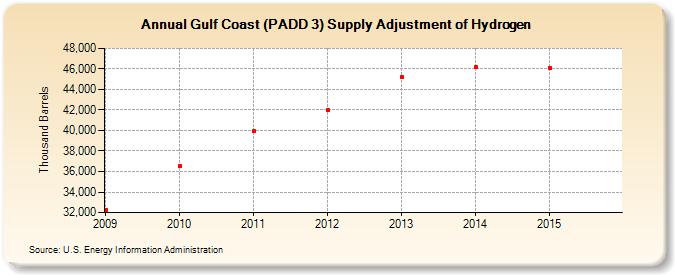 Annual Gulf Coast (PADD 3) Supply Adjustment of Hydrogen
Thousand Barrels
48,000
46,000
44,000
42,000
40,000
38,000
36,000
34,000
32,000
2009 2010 2011 2012 2013 2014 2015
Source: U.S. Energy Information Administration